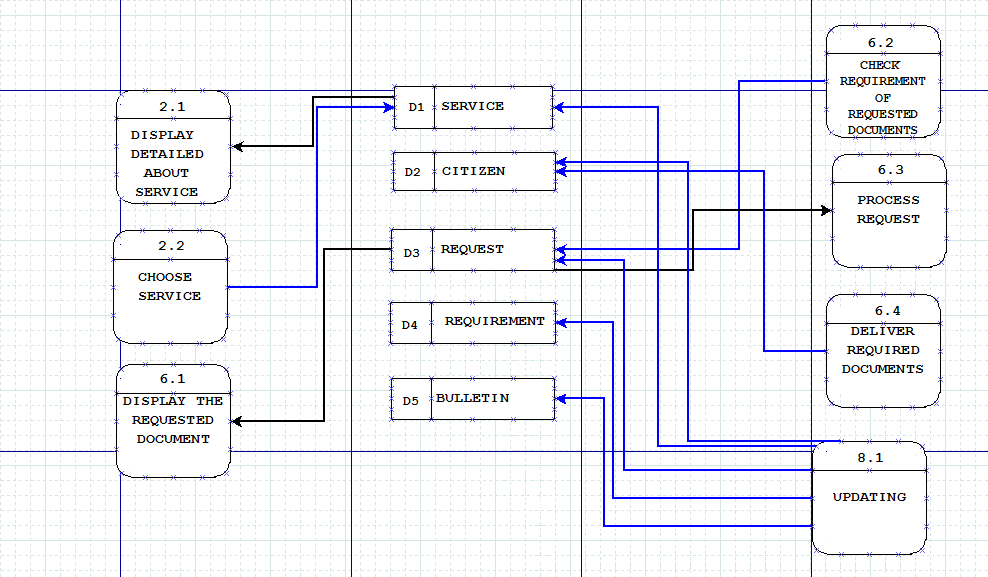 2.1
DISPLAY
DETAILED
ABOUT
SERVICE
2.2
CHOOSE
SERVICE
6.1
DISPLAY THE
REQUESTED
DOCUMENT
D1 SERVICE
D2 CITIZEN
D3 REQUEST
D4 REQUIREMENT
D5 BULLETIN
6.2
CHECK
REQUIREMENT
OF
REQUESTED
DOCUMENTS
6.3
PROCESS
REQUEST
6.4
DELIVER
REQUIRED
DOCUMENTS
8.1
UPDATING